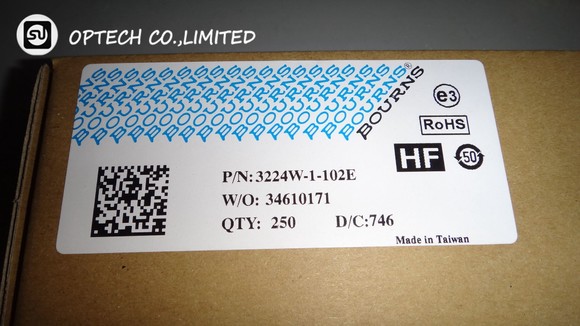 OPTECH CO.,LIMITED
BOURNS®
e3
RoHS
HF
50
P/N: 3224W-1-102E
W/O: 34610171
QTY: 250 D/C: 746
Made in Taiwan